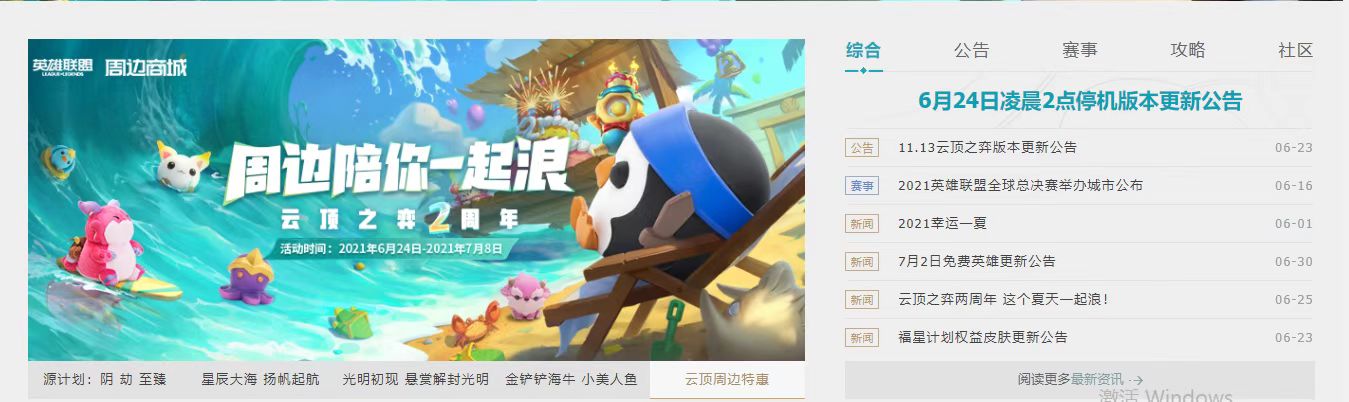 英雄联盟 周边商城
LEAGUE OF LEGENDS
周边陪你一起浪
云顶之弈2周年
活动时间：2021年6月24日-2021年7月8日
源计划：阴 劫 至臻
星辰大海 扬帆起航
光明初现 悬赏解封光明
金铲铲海牛 小美人鱼
云顶周边特惠
综合 公告 赛事 攻略 社区
6月24日凌晨2点停机版本更新公告
公告 11.13云顶之弈版本更新公告 06-23
赛事 2021英雄联盟全球总决赛举办城市公布 06-16
新闻 2021幸运一夏 06-01
新闻 7月2日免费英雄更新公告 06-30
新闻 云顶之弈两周年 这个夏天一起浪！ 06-25
新闻 福星计划权益皮肤更新公告 06-23
阅读更多最新资讯
激活 Windows